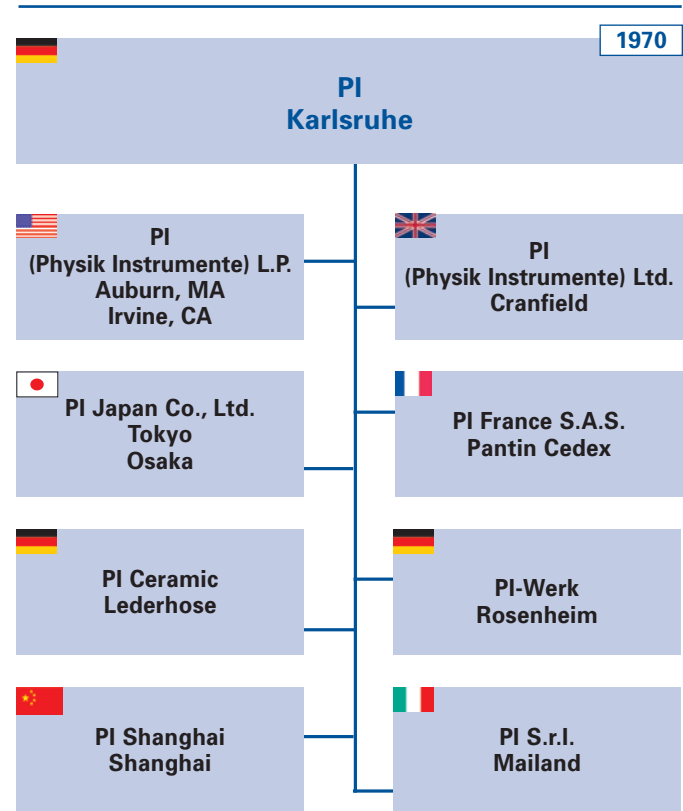 1970
PI
Karlsruhe
PI
(Physik Instrumente) L.P.
Auburn, MA
Irvine, CA
PI
(Physik Instrumente) Ltd.
Cranfield
PI Japan Co., Ltd.
Tokyo
Osaka
PI France S.A.S.
Pantin Cedex
PI Ceramic
Lederhose
PI-Werk
Rosenheim
PI Shanghai
Shanghai
PI S.r.l.
Mailand